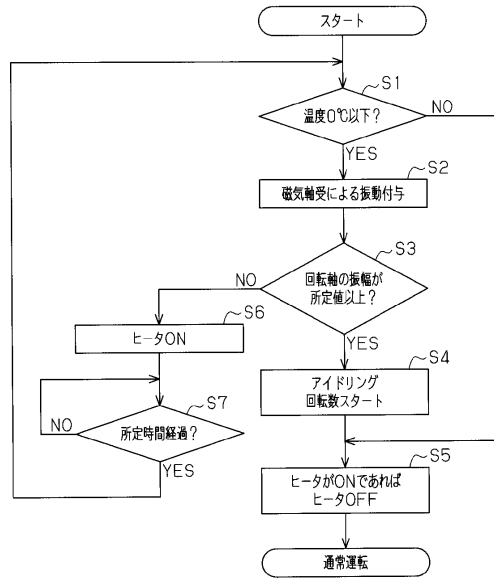 スタート
S1
温度0℃以下?
NO
YES
S2
磁気軸受による振動付与
S3
回転軸の振幅が
所定値以上?
NO
YES
S6
ヒータON
S4
アイドリング
回転数スタート
S7
所定時間経過?
NO
YES
S5
ヒータがONであれば
ヒータOFF
通常運転